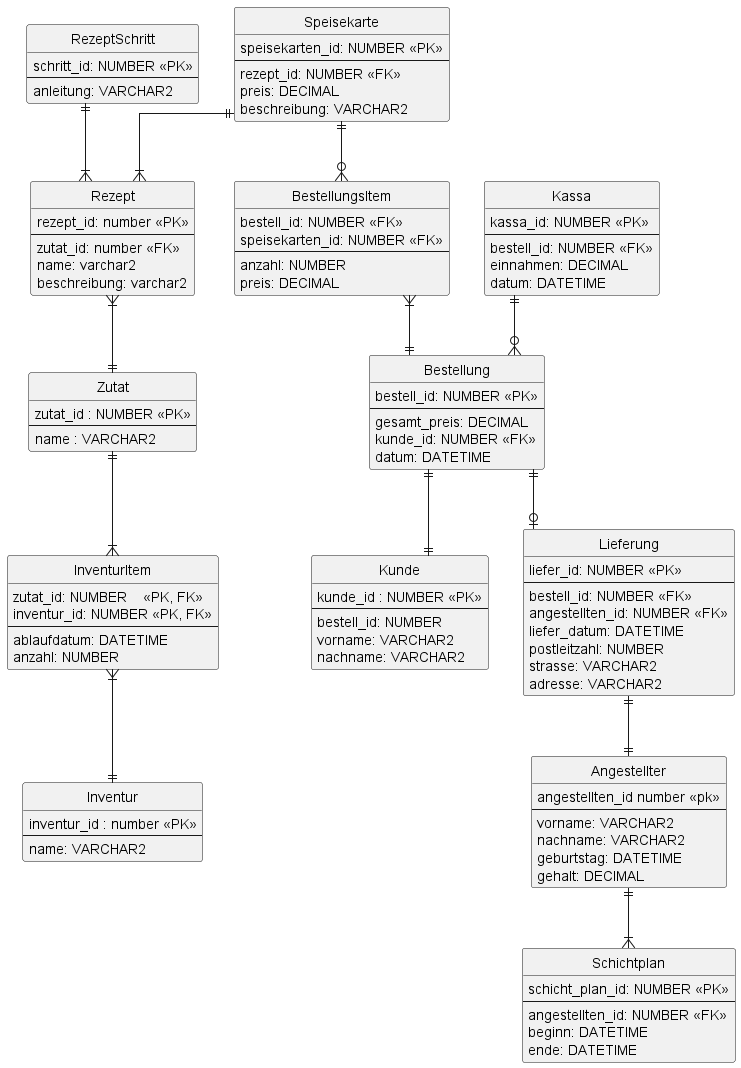 RezeptSchritt
schritt_id: NUMBER «PK»
anleitung: VARCHAR2
Speisekarte
speisekarten_id: NUMBER «PK»
rezept_id: NUMBER «FK»
preis: DECIMAL
beschreibung: VARCHAR2
Rezept
rezept_id: number «PK»
zutat_id: number «FK»
name: varchar2
beschreibung: varchar2
BestellungsItem
bestell_id: NUMBER «FK»
speisekarten_id: NUMBER «FK»
anzahl: NUMBER
preis: DECIMAL
Kassa
kassa_id: NUMBER «PK»
bestell_id: NUMBER «FK»
einnahmen: DECIMAL
datum: DATETIME
Zutat
zutat_id : NUMBER «PK»
name : VARCHAR2
Bestellung
bestell_id: NUMBER «PK»
gesamt_preis: DECIMAL
kunde_id: NUMBER «FK»
datum: DATETIME
InventurItem
zutat_id: NUMBER «PK, FK»
inventur_id: NUMBER «PK, FK»
ablaufdatum: DATETIME
anzahl: NUMBER
Kunde
kunde_id : NUMBER «PK»
bestell_id: NUMBER
vorname: VARCHAR2
nachname: VARCHAR2
Lieferung
liefer_id: NUMBER «PK»
bestell_id: NUMBER «FK»
angestellten_id: NUMBER «FK»
liefer_datum: DATETIME
postleitzahl: NUMBER
strasse: VARCHAR2
adresse: VARCHAR2
Inventur
inventur_id : number «PK»
name: VARCHAR2
Angestellter
angestellten_id number «pk»
vorname: VARCHAR2
nachname: VARCHAR2
geburtstag: DATETIME
gehalt: DECIMAL
Schichtplan
schicht_plan_id: NUMBER «PK»
angestellten_id: NUMBER «FK»
beginn: DATETIME
ende: DATETIME